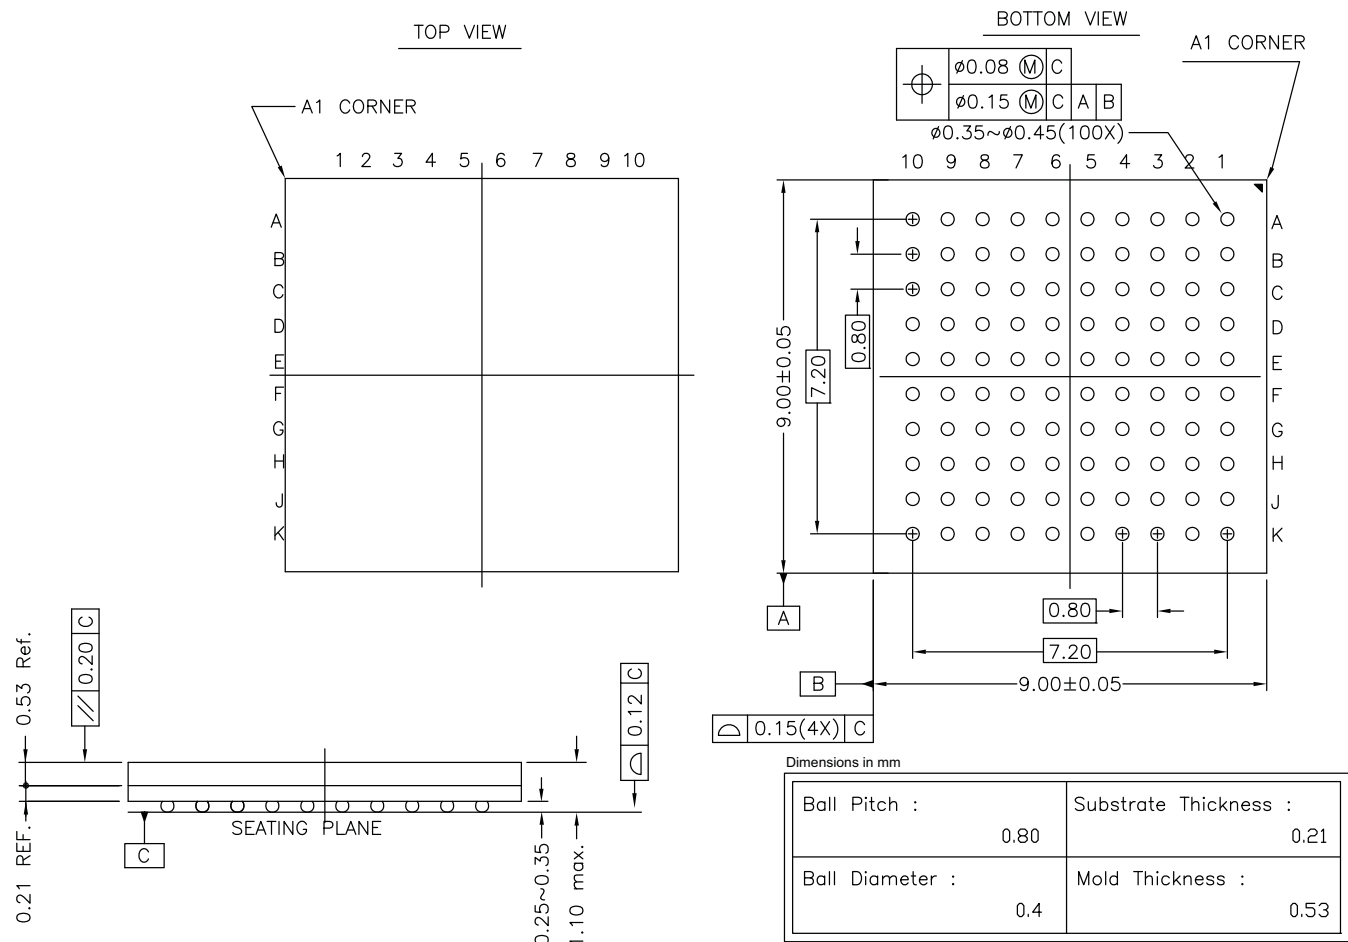 TOP VIEW
A1 CORNER
1 2 3 4 5 6 7 8 9 10
A
B
C
D
E
F
G
H
J
K
BOTTOM VIEW
A1 CORNER
⌖ ø0.08 Ⓜ C
ø0.15 Ⓜ C A B
ø0.35~ø0.45(100X)
10 9 8 7 6 5 4 3 2 1
A
B
C
D
E
F
G
H
J
K
9.00±0.05
7.20
0.80
A
0.80
7.20
B
9.00±0.05
⌓ 0.15(4X) C
0.53 Ref.
0.21 REF.
// 0.20 C
⌓ 0.12 C
SEATING PLANE
C
0.25~0.35
1.10 max.
Dimensions in mm
Ball Pitch :
0.80
Substrate Thickness :
0.21
Ball Diameter :
0.4
Mold Thickness :
0.53